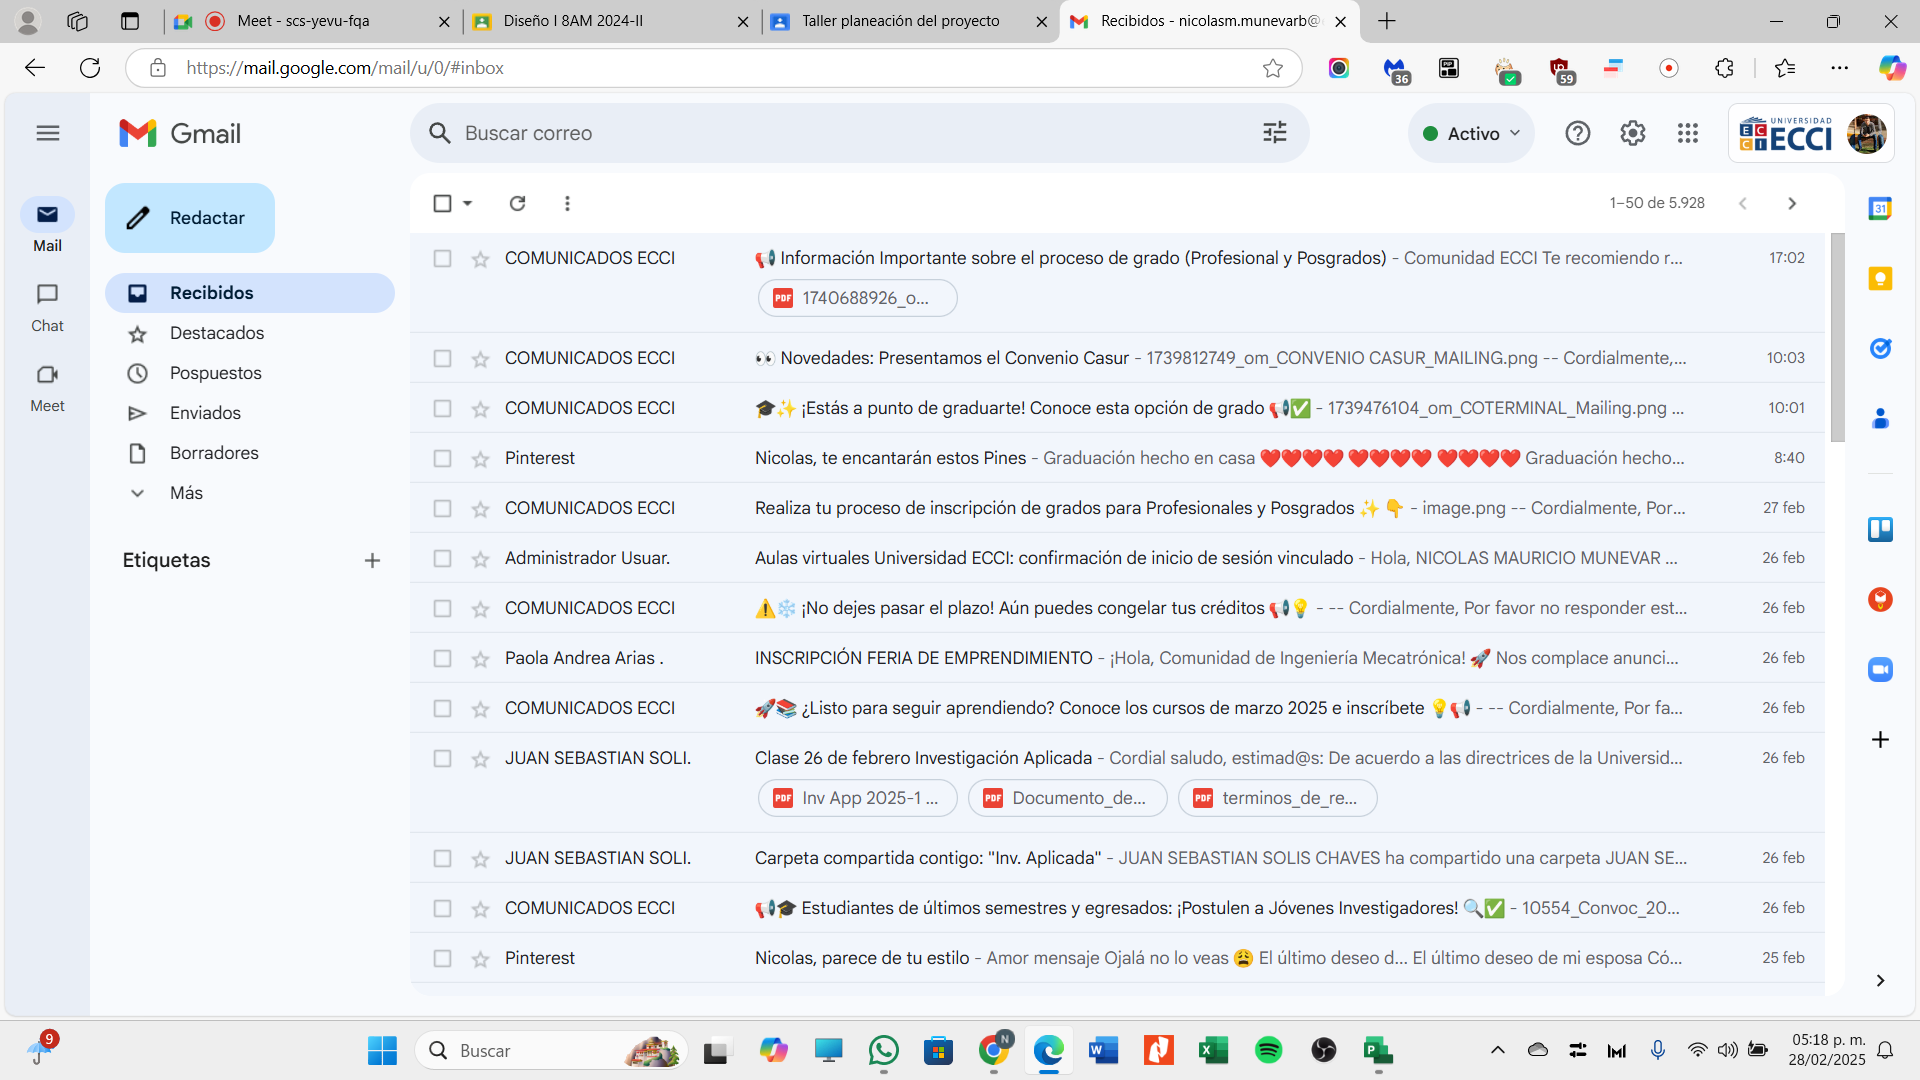 Meet - scs-yevu-fqa
Diseño I 8AM 2024-II
Taller planeación del proyecto
Recibidos - nicolasm.munevarb@
https://mail.google.com/mail/u/0/#inbox
36
59
Gmail
Buscar correo
Activo
UNIVERSIDAD
ECCI
Redactar
1–50 de 5.928
Mail
Chat
Meet
Recibidos
Destacados
Pospuestos
Enviados
Borradores
Más
Etiquetas
COMUNICADOS ECCI 📢 Información Importante sobre el proceso de grado (Profesional y Posgrados) - Comunidad ECCI Te recomiendo r... 17:02
PDF 1740688926_o...
COMUNICADOS ECCI 👀 Novedades: Presentamos el Convenio Casur - 1739812749_om_CONVENIO CASUR_MAILING.png -- Cordialmente,... 10:03
COMUNICADOS ECCI 🎓✨ ¡Estás a punto de graduarte! Conoce esta opción de grado 📢✅ - 1739476104_om_COTERMINAL_Mailing.png ... 10:01
Pinterest Nicolas, te encantarán estos Pines - Graduación hecho en casa ❤️❤️❤️❤️ ❤️❤️❤️❤️ ❤️❤️❤️❤️ Graduación hecho... 8:40
COMUNICADOS ECCI Realiza tu proceso de inscripción de grados para Profesionales y Posgrados ✨👇 - image.png -- Cordialmente, Por... 27 feb
Administrador Usuar. Aulas virtuales Universidad ECCI: confirmación de inicio de sesión vinculado - Hola, NICOLAS MAURICIO MUNEVAR ... 26 feb
COMUNICADOS ECCI ⚠️❄️ ¡No dejes pasar el plazo! Aún puedes congelar tus créditos 📢💡 - -- Cordialmente, Por favor no responder est... 26 feb
Paola Andrea Arias . INSCRIPCIÓN FERIA DE EMPRENDIMIENTO - ¡Hola, Comunidad de Ingeniería Mecatrónica! 🚀 Nos complace anunci... 26 feb
COMUNICADOS ECCI 🚀📚 ¿Listo para seguir aprendiendo? Conoce los cursos de marzo 2025 e inscríbete 💡📢 - -- Cordialmente, Por fa... 26 feb
JUAN SEBASTIAN SOLI. Clase 26 de febrero Investigación Aplicada - Cordial saludo, estimad@s: De acuerdo a las directrices de la Universid... 26 feb
PDF Inv App 2025-1 ... PDF Documento_de... PDF terminos_de_re...
JUAN SEBASTIAN SOLI. Carpeta compartida contigo: "Inv. Aplicada" - JUAN SEBASTIAN SOLIS CHAVES ha compartido una carpeta JUAN SE... 26 feb
COMUNICADOS ECCI 📢🎓 Estudiantes de últimos semestres y egresados: ¡Postulen a Jóvenes Investigadores! 🔍✅ - 10554_Convoc_20... 26 feb
Pinterest Nicolas, parece de tu estilo - Amor mensaje Ojalá no lo veas 😩 El último deseo d... El último deseo de mi esposa Có... 25 feb
31
9
Buscar
N
05:18 p. m.
28/02/2025